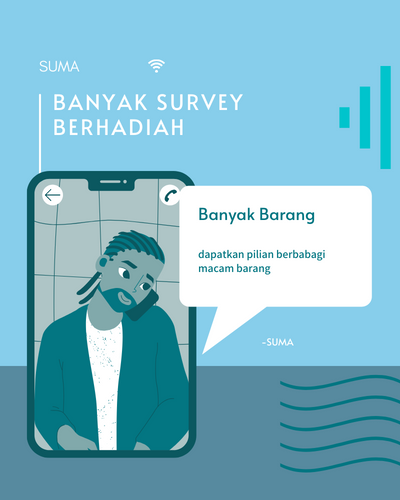 SUMA
BANYAK SURVEY
BERHADIAH
Banyak Barang
dapatkan pilian berbabagi
macam barang
-SUMA